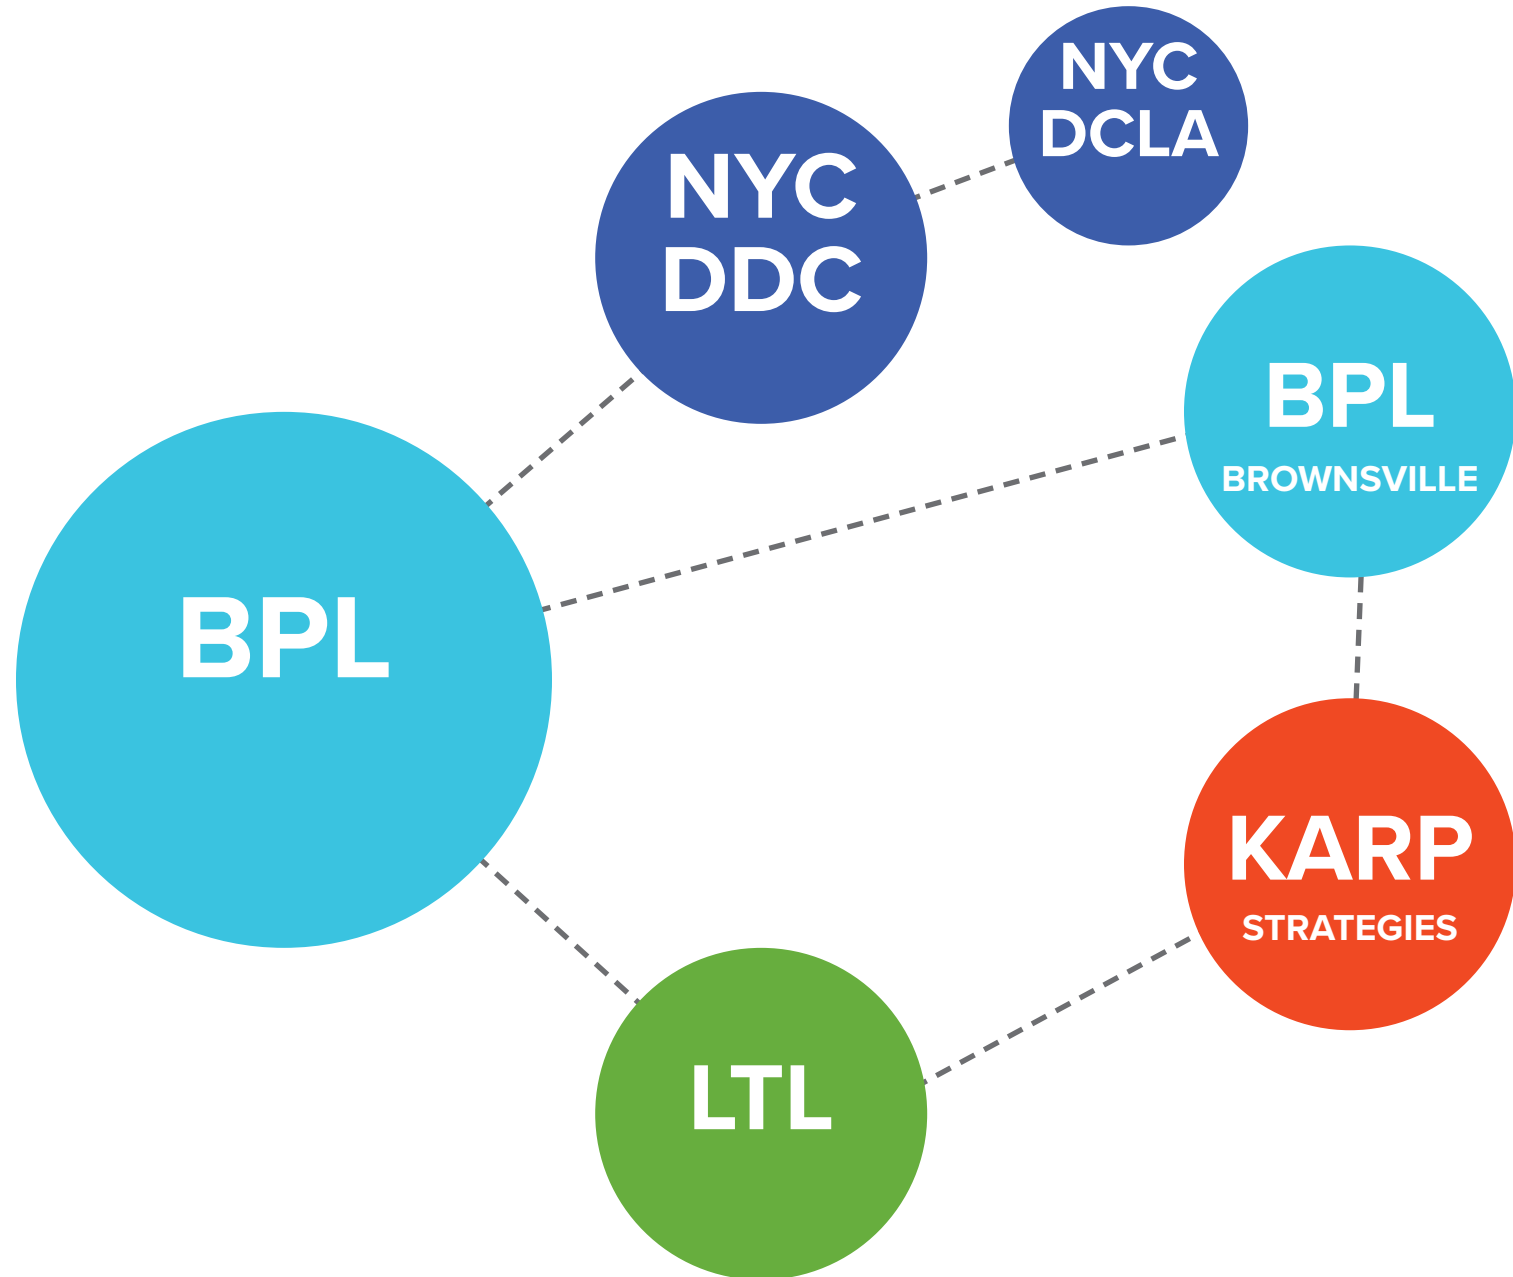 NYC
DCLA
NYC
DDC
BPL
BROWNSVILLE
BPL
KARP
STRATEGIES
LTL